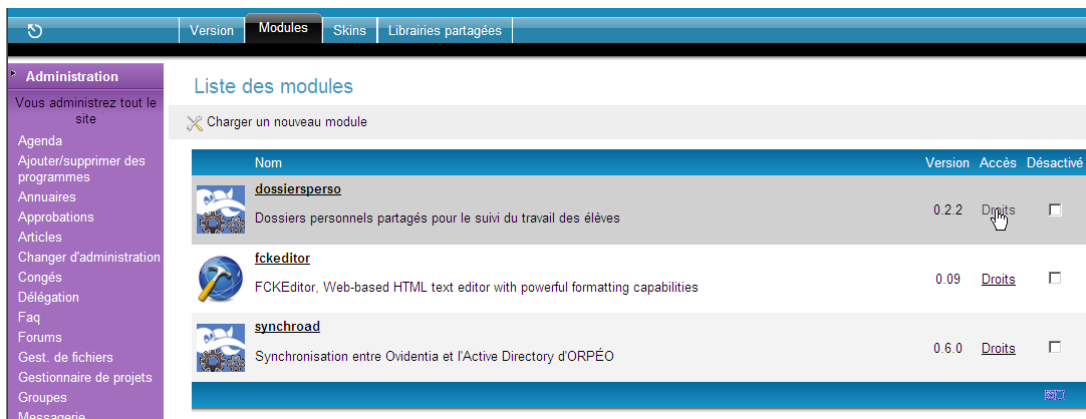 Version Modules Skins Librairies partagées
Administration
Vous administrez tout le
site
Agenda
Ajouter/supprimer des
programmes
Annuaires
Approbations
Articles
Changer d'administration
Congés
Délégation
Faq
Forums
Gest. de fichiers
Gestionnaire de projets
Groupes
Messagerie
Liste des modules
Charger un nouveau module
Nom Version Accès Désactivé
dossiersperso
Dossiers personnels partagés pour le suivi du travail des élèves
0.2.2 Droits
fckeditor
FCKEditor, Web-based HTML text editor with powerful formatting capabilities
0.09 Droits
synchroad
Synchronisation entre Ovidentia et l'Active Directory d'ORPÉO
0.6.0 Droits